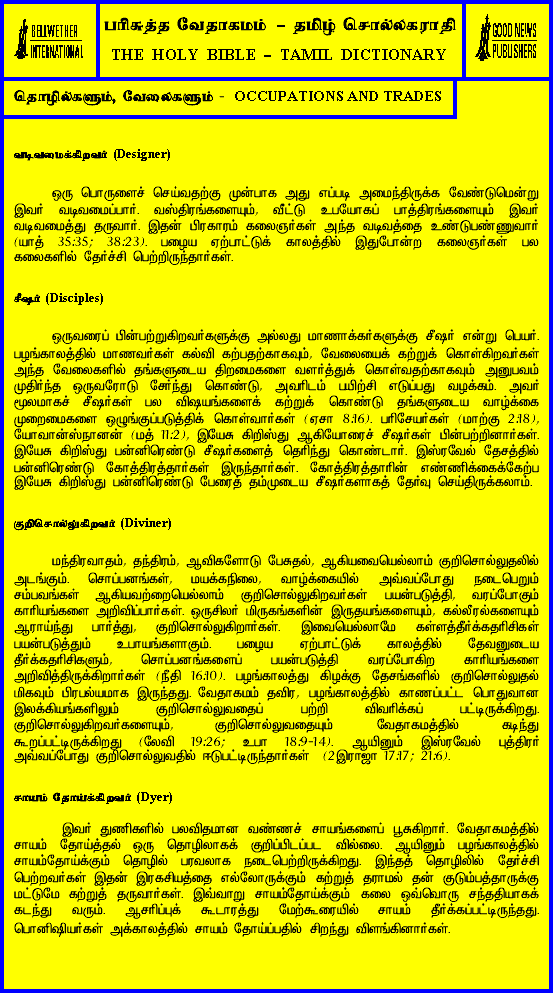 BELLWETHER
INTERNATIONAL
பரிசுத்த வேதாகமம் – தமிழ் சொல்லகராதி
THE HOLY BIBLE – TAMIL DICTIONARY
GOOD NEWS
PUBLISHERS
தொழில்களும், வேலைகளும் - OCCUPATIONS AND TRADES
வடிவமைக்கிறவர் (Designer)
ஒரு பொருளைச் செய்வதற்கு முன்பாக அது எப்படி அமைந்திருக்க வேண்டுமென்று
இவர் வடிவமைப்பார். வஸ்திரங்களையும், வீட்டு உபயோகப் பாத்திரங்களையும் இவர்
வடிவமைத்து தருவார். இதன் பிரகாரம் கலைஞர்கள் அந்த வடிவத்தை உண்டுபண்ணுவார்
(யாத் 35:35; 38:23). பழைய ஏற்பாட்டுக் காலத்தில் இதுபோன்ற கலைஞர்கள் பல
கலைகளில் தேர்ச்சி பெற்றிருந்தார்கள்.
சீஷர் (Disciples)
ஒருவரைப் பின்பற்றுகிறவர்களுக்கு அல்லது மாணாக்கர்களுக்கு சீஷர் என்று பெயர்.
பழங்காலத்தில் மாணவர்கள் கல்வி கற்பதற்காகவும், வேலையைக் கற்றுக் கொள்கிறவர்கள்
அந்த வேலைகளில் தங்களுடைய திறமைகளை வளர்த்துக் கொள்வதற்காகவும் அனுபவம்
முதிர்ந்த ஒருவரோடு சேர்ந்து கொண்டு, அவரிடம் பயிற்சி எடுப்பது வழக்கம். அவர்
மூலமாகச் சீஷர்கள் பல விஷயங்களைக் கற்றுக் கொண்டு தங்களுடைய வாழ்க்கை
முறைமைகளை ஒழுங்குப்படுத்திக் கொள்வார்கள் (ஏசா 8:16). பரிசேயர்கள் (மாற்கு 2:18),
யோவான்ஸ்நானன் (மத் 11:2), இயேசு கிறிஸ்து ஆகியோரைச் சீஷர்கள் பின்பற்றினார்கள்.
இயேசு கிறிஸ்து பன்னிரெண்டு சீஷர்களைத் தெரிந்து கொண்டார். இஸ்ரவேல் தேசத்தில்
பன்னிரெண்டு கோத்திரத்தார்கள் இருந்தார்கள். கோத்திரத்தாரின் எண்ணிக்கைக்கேற்ப
இயேசு கிறிஸ்து பன்னிரெண்டு பேரைத் தம்முடைய சீஷர்களாகத் தேர்வு செய்திருக்கலாம்.
குறிசொல்லுகிறவர் (Diviner)
மந்திரவாதம், தந்திரம், ஆவிகளோடு பேசுதல், ஆகியவையெல்லாம் குறிசொல்லுதலில்
அடங்கும். சொப்பனங்கள், மயக்கநிலை, வாழ்க்கையில் அவ்வப்போது நடைபெறும்
சம்பவங்கள் ஆகியவற்றையெல்லாம் குறிசொல்லுகிறவர்கள் பயன்படுத்தி, வரப்போகும்
காரியங்களை அறிவிப்பார்கள். ஒருசிலர் மிருகங்களின் இருதயங்களையும், கல்லீரல்களையும்
ஆராய்ந்து பார்த்து, குறிசொல்லுகிறார்கள். இவையெல்லாமே கள்ளத்தீர்க்கதரிசிகள்
பயன்படுத்தும் உபாயங்களாகும். பழைய ஏற்பாட்டுக் காலத்தில் தேவனுடைய
தீர்க்கதரிசிகளும், சொப்பனங்களைப் பயன்படுத்தி வரப்போகிற காரியங்களை
அறிவித்திருக்கிறார்கள் (நீதி 16:10). பழங்காலத்து கிழக்கு தேசங்களில் குறிசொல்லுதல்
மிகவும் பிரபல்யமாக இருந்தது. வேதாகமம் தவிர, பழங்காலத்தில் காணப்பட்ட பொதுவான
இலக்கியங்களிலும் குறிசொல்லுவதைப் பற்றி விவரிக்கப் பட்டிருக்கிறது.
குறிசொல்லுகிறவர்களையும், குறிசொல்லுவதையும் வேதாகமத்தில் கடிந்து
கூறப்பட்டிருக்கிறது (லேவி 19:26; உபா 18:9-14). ஆயினும் இஸ்ரவேல் புத்திரர்
அவ்வப்போது குறிசொல்லுவதில் ஈடுபட்டிருந்தார்கள் (2இராஜா 17:17; 21:6).
சாயம் தோய்க்கிறவர் (Dyer)
இவர் துணிகளில் பலவிதமான வண்ணச் சாயங்களைப் பூசுகிறார். வேதாகமத்தில்
சாயம் தோய்த்தல் ஒரு தொழிலாகக் குறிப்பிடப்பட வில்லை. ஆயினும் பழங்காலத்தில்
சாயம்தோய்க்கும் தொழில் பரவலாக நடைபெற்றிருக்கிறது. இந்தத் தொழிலில் தேர்ச்சி
பெற்றவர்கள் இதன் இரகசியத்தை எல்லோருக்கும் கற்றுத் தராமல் தன் குடும்பத்தாருக்கு
மட்டுமே கற்றுத் தருவார்கள். இவ்வாறு சாயம்தோய்க்கும் கலை ஒவ்வொரு சந்ததியாகக்
கடந்து வரும். ஆசரிப்புக் கூடாரத்து மேற்கூரையில் சாயம் தீர்க்கப்பட்டிருந்தது.
பொனிஷியர்கள் அக்காலத்தில் சாயம் தோய்ப்பதில் சிறந்து விளங்கினார்கள்.